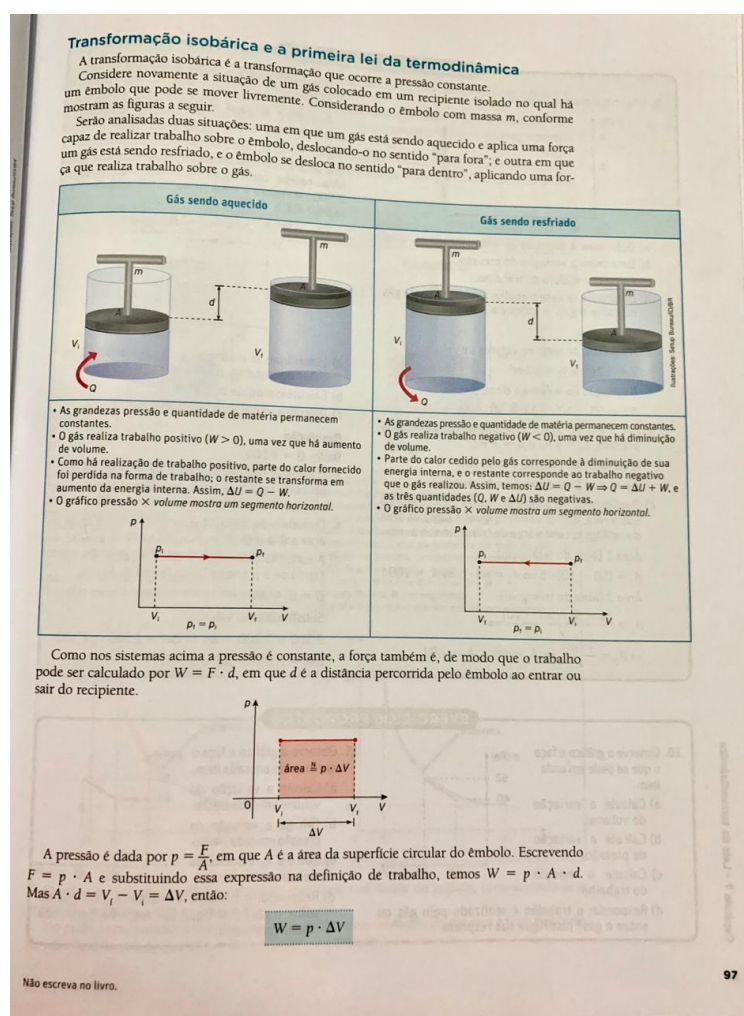 Transformação isobárica e a primeira lei da termodinâmica
A transformação isobárica é a transformação que ocorre a pressão constante.
Considere novamente a situação de um gás colocado em um recipiente isolado no qual há
um êmbolo que pode se mover livremente. Considerando o êmbolo com massa m, conforme
mostram as figuras a seguir.
Serão analisadas duas situações: uma em que um gás está sendo aquecido e aplica uma força
capaz de realizar trabalho sobre o êmbolo, deslocando-o no sentido "para fora"; e outra em que
um gás está sendo resfriado, e o êmbolo se desloca no sentido "para dentro", aplicando uma for-
ça que realiza trabalho sobre o gás.
Gás sendo aquecido
m
A
d
Vi
Q
m
A
Vf
• As grandezas pressão e quantidade de matéria permanecem
constantes.
• O gás realiza trabalho positivo (W > 0), uma vez que há aumento
de volume.
• Como há realização de trabalho positivo, parte do calor fornecido
foi perdida na forma de trabalho; o restante se transforma em
aumento da energia interna. Assim, ΔU = Q − W.
• O gráfico pressão × volume mostra um segmento horizontal.
p
pi
pf
Vi
Vf
V
pf = pi
Gás sendo resfriado
m
A
d
Vi
Q
m
A
Vf
Ilustrações: Setup Bureau/ID/BR
• As grandezas pressão e quantidade de matéria permanecem constantes.
• O gás realiza trabalho negativo (W < 0), uma vez que há diminuição
de volume.
• Parte do calor cedido pelo gás corresponde à diminuição de sua
energia interna, e o restante corresponde ao trabalho negativo
que o gás realizou. Assim, temos: ΔU = Q − W ⇒ Q = ΔU + W, e
as três quantidades (Q, W e ΔU) são negativas.
• O gráfico pressão × volume mostra um segmento horizontal.
p
pf
pi
Vf
Vi
V
pf = pi
Como nos sistemas acima a pressão é constante, a força também é, de modo que o trabalho
pode ser calculado por W = F · d, em que d é a distância percorrida pelo êmbolo ao entrar ou
sair do recipiente.
p
área N= p · ΔV
0
Vi
Vf
V
ΔV
A pressão é dada por p = F/A, em que A é a área da superfície circular do êmbolo. Escrevendo
F = p · A e substituindo essa expressão na definição de trabalho, temos W = p · A · d.
Mas A · d = Vf − Vi = ΔV, então:
W = p · ΔV
Não escreva no livro.
97